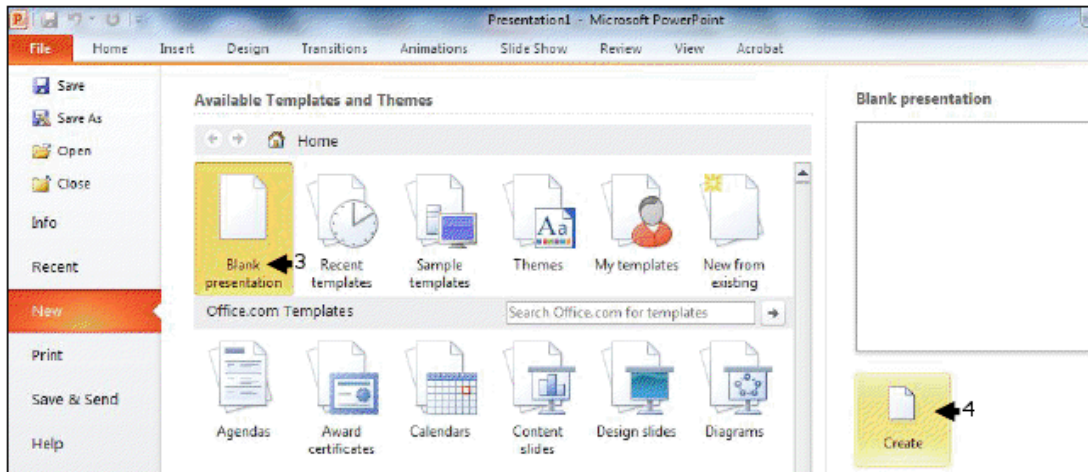 Presentation1 - Microsoft PowerPoint
File Home Insert Design Transitions Animations Slide Show Review View Acrobat
Save
Save As
Open
Close
Info
Recent
New
Print
Save & Send
Help
Available Templates and Themes
Home
Blank presentation
3
Recent templates
Sample templates
Themes
My templates
New from existing
Office.com Templates
Search Office.com for templates
Agendas
Award certificates
Calendars
Content slides
Design slides
Diagrams
Blank presentation
Create
4